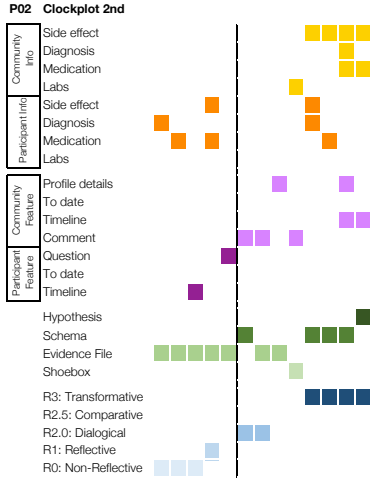 P02 Clockplot 2nd
Community
Info
Side effect
Diagnosis
Medication
Labs
Participant Info
Side effect
Diagnosis
Medication
Labs
Community
Feature
Profile details
To date
Timeline
Comment
Participant
Feature
Question
To date
Timeline
Hypothesis
Schema
Evidence File
Shoebox
R3: Transformative
R2.5: Comparative
R2.0: Dialogical
R1: Reflective
R0: Non-Reflective